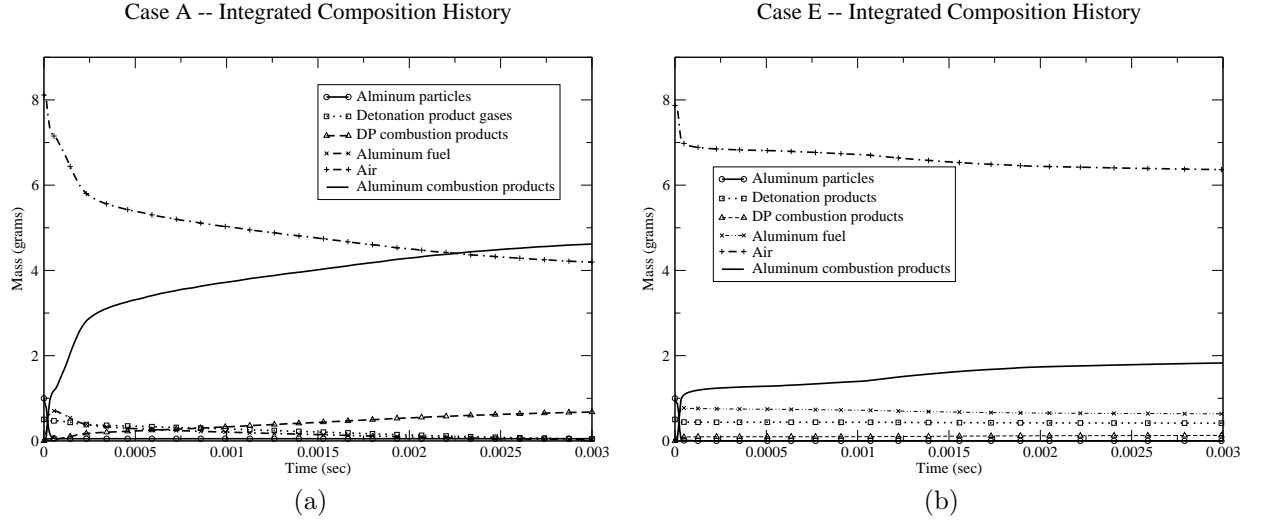 Case A -- Integrated Composition History
Mass (grams)
8
6
4
2
0
Alminum particles
Detonation product gases
DP combustion products
Aluminum fuel
Air
Aluminum combustion products
0 0.0005 0.001 0.0015 0.002 0.0025 0.003
Time (sec)
(a)
Case E -- Integrated Composition History
Mass (grams)
8
6
4
2
0
Aluminum particles
Detonation products
DP combustion products
Aluminum fuel
Air
Aluminum combustion products
0 0.0005 0.001 0.0015 0.002 0.0025 0.003
Time (sec)
(b)